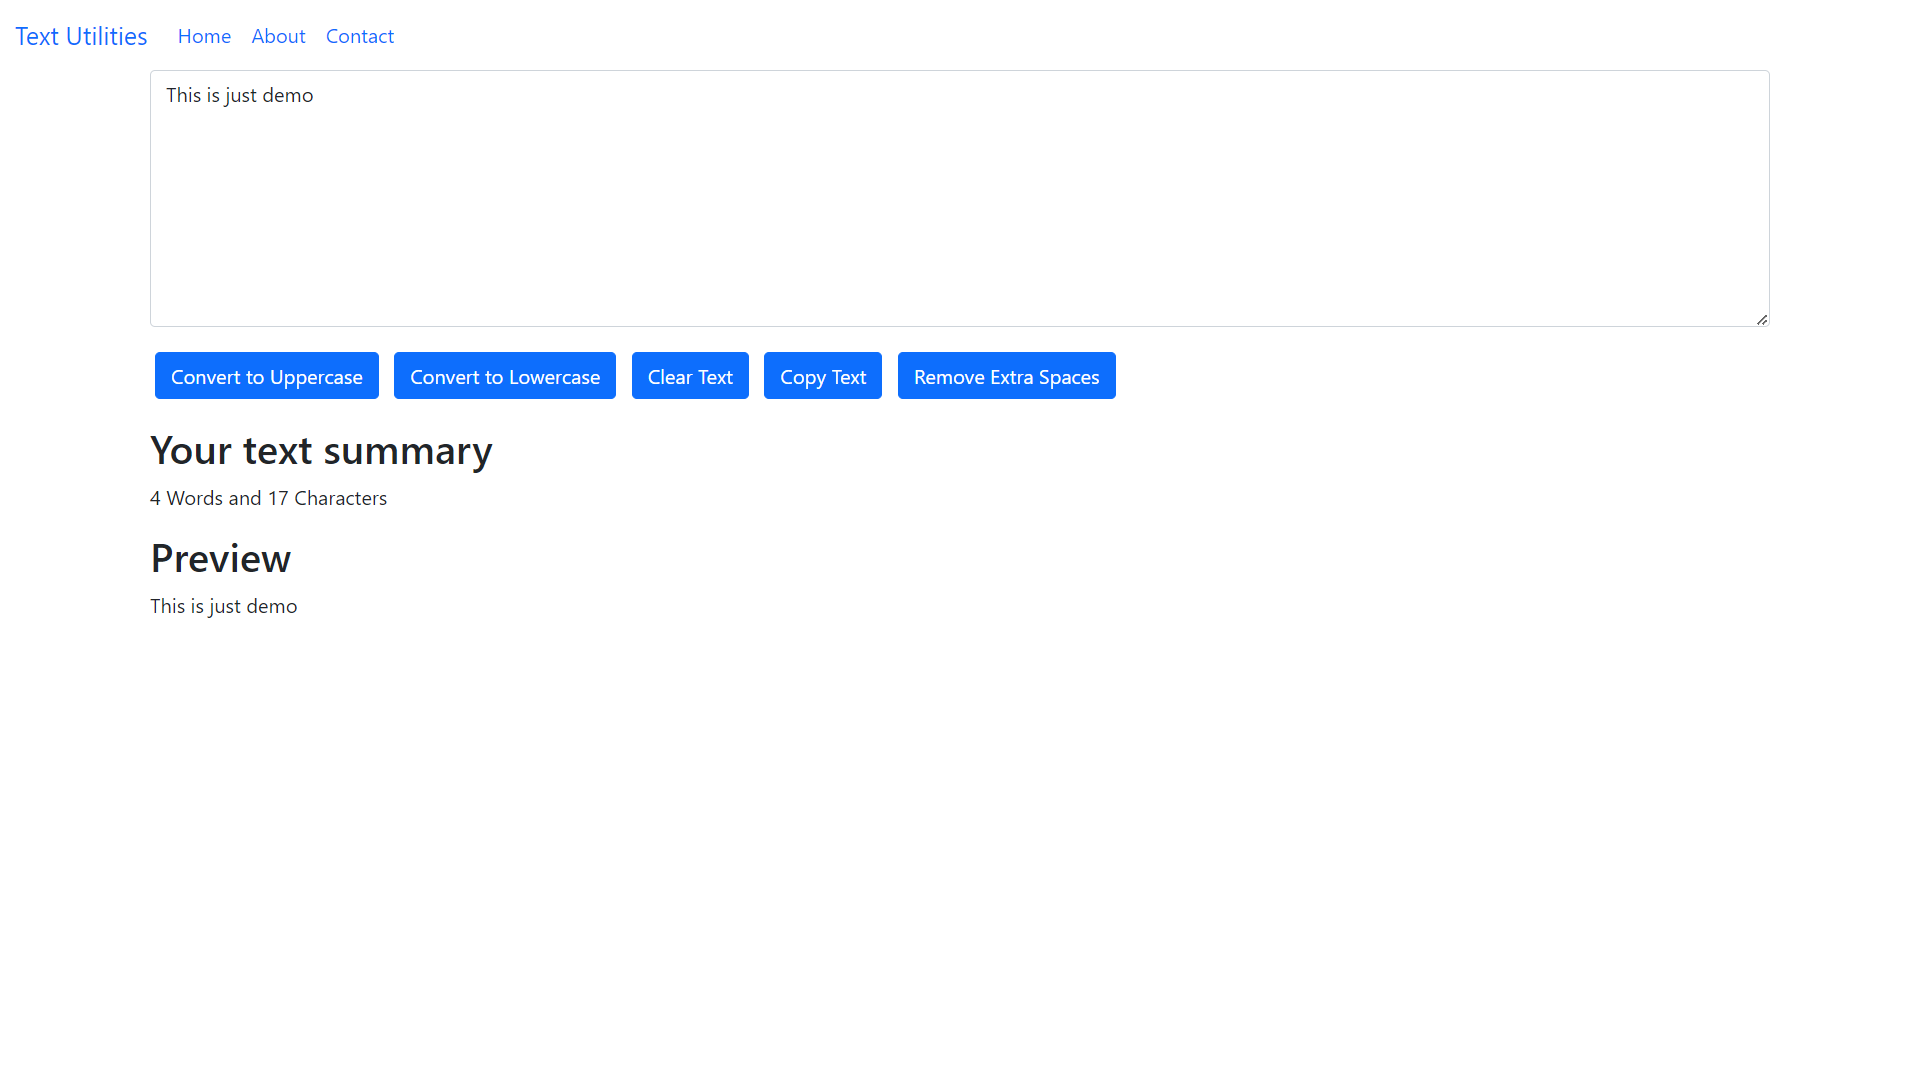 Text Utilities Home About Contact
This is just demo
Convert to Uppercase Convert to Lowercase Clear Text Copy Text Remove Extra Spaces
Your text summary
4 Words and 17 Characters
Preview
This is just demo